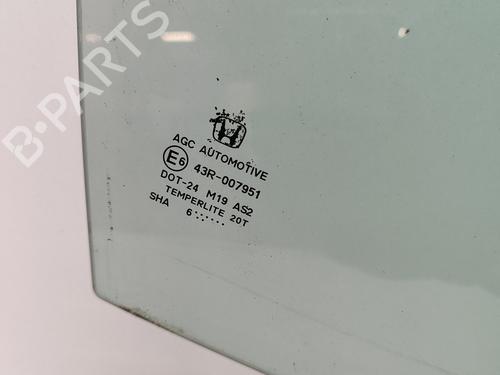 B-PARTS
AGC AUTOMOTIVE
E6 43R-007951
DOT-24 M19 AS2
TEMPERLITE 20T
SHA 6